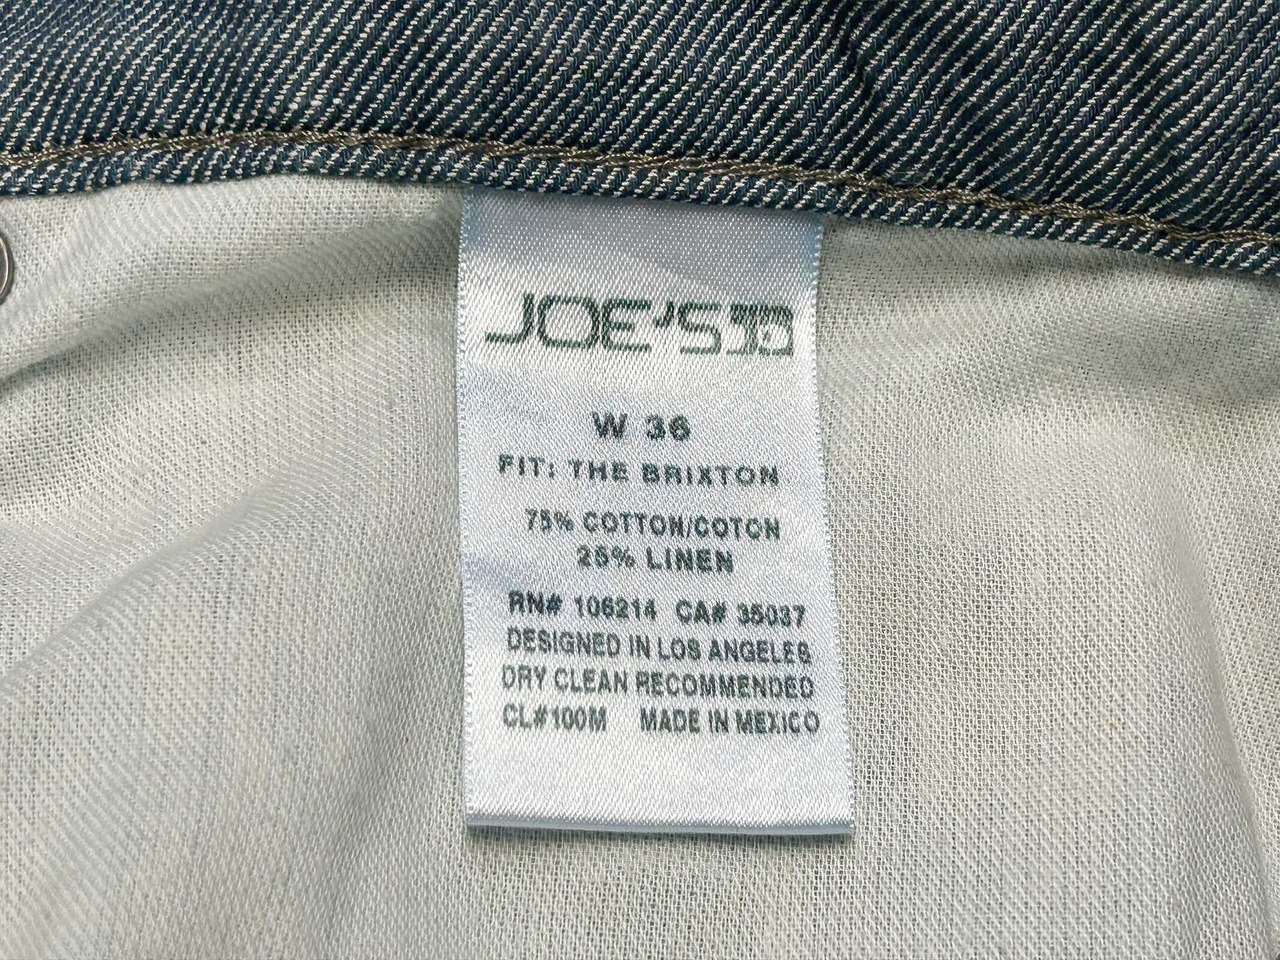 JOE'S
W 36
FIT: THE BRIXTON
75% COTTON/COTON
25% LINEN
RN# 106214 CA# 35037
DESIGNED IN LOS ANGELES
DRY CLEAN RECOMMENDED
CL#100M MADE IN MEXICO